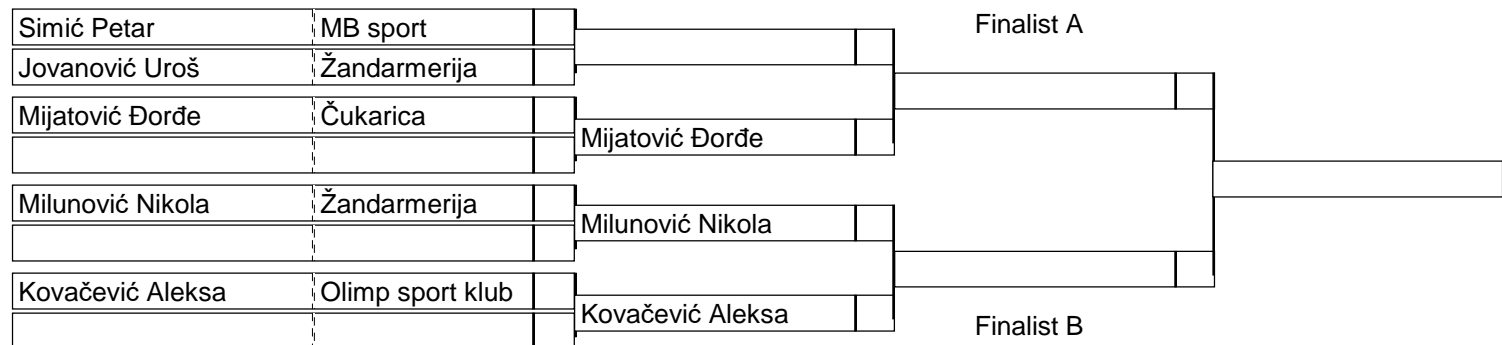 Simić Petar MB sport
Jovanović Uroš Žandarmerija
Mijatović Đorđe Čukarica
Milunović Nikola Žandarmerija
Kovačević Aleksa Olimp sport klub
Mijatović Đorđe
Milunović Nikola
Kovačević Aleksa
Finalist A
Finalist B